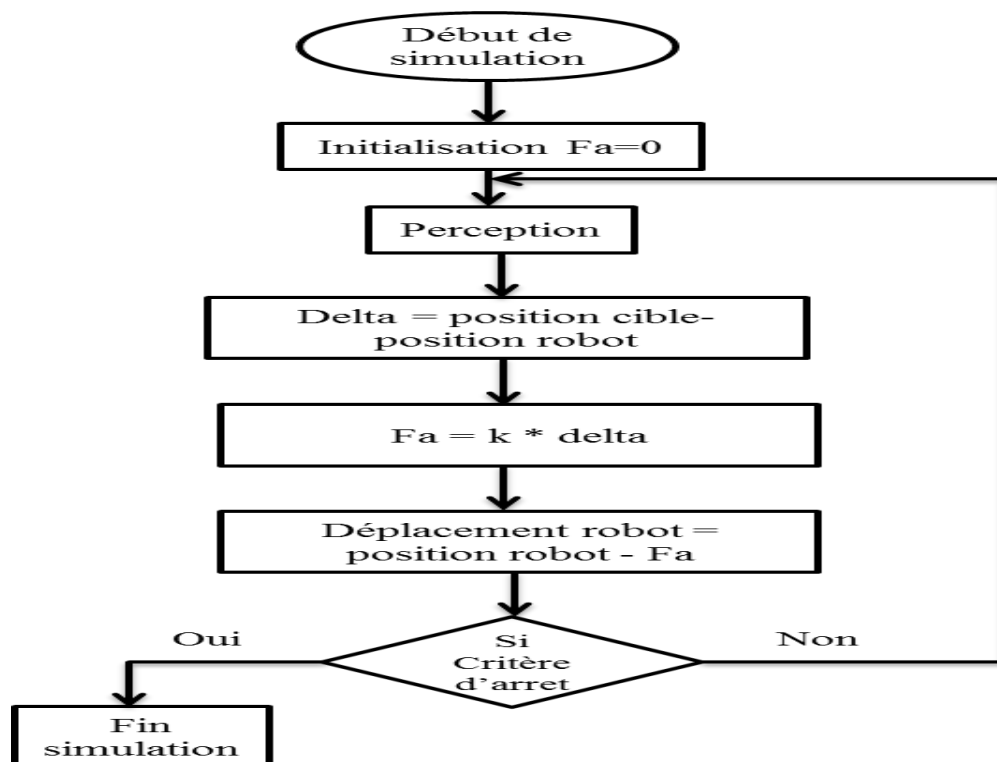 Début de
simulation
Initialisation Fa=0
Perception
Delta = position cible-
position robot
Fa = k * delta
Déplacement robot =
position robot - Fa
Si
Critère
d'arret
Oui
Non
Fin
simulation